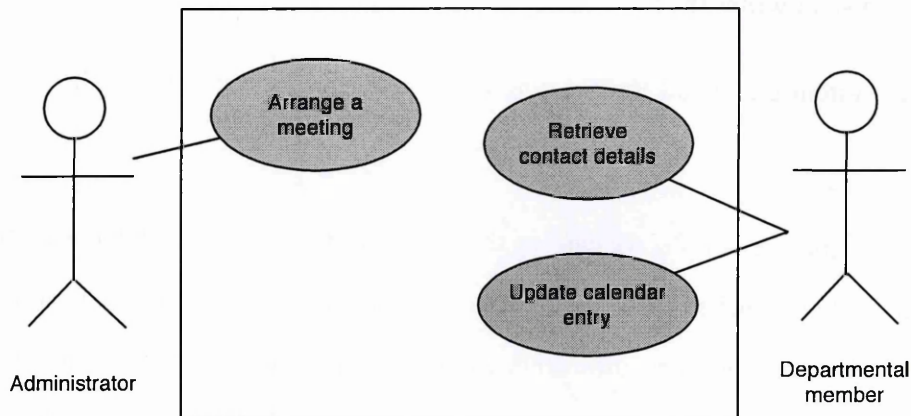 Arrange a
meeting
Retrieve
contact details
Update calendar
entry
Administrator
Departmental
member